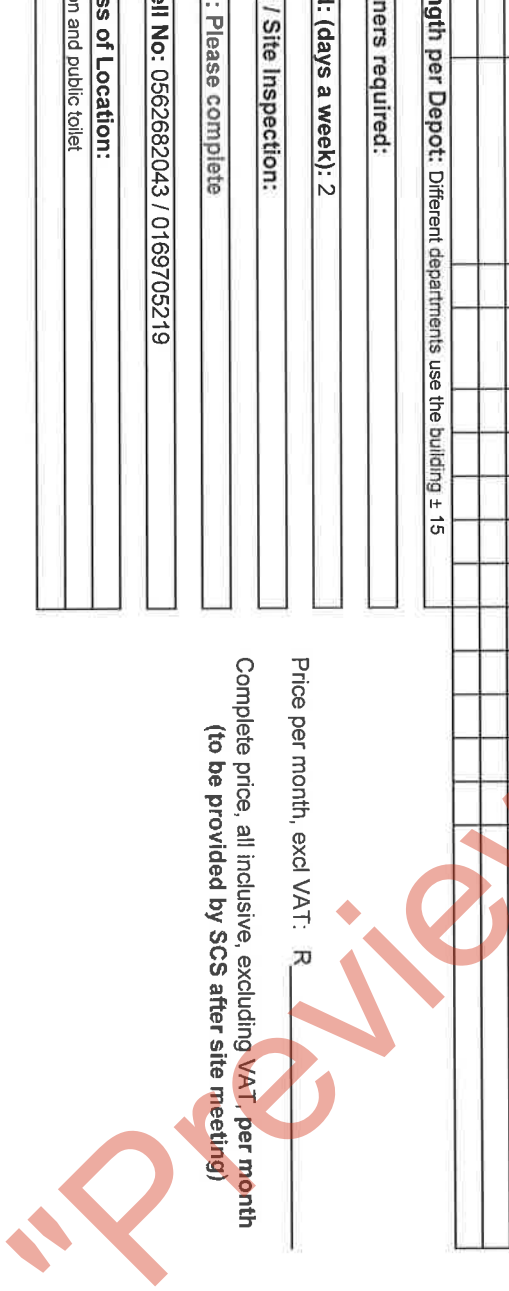 ngth per Depot: Different departments use the building ± 15
ners required:
: (days a week): 2
/ Site Inspection:
: Please complete
ell No: 0562682043 / 0169705219
ss of Location:
on and public toilet
Price per month, excl VAT: R
Complete price, all inclusive, excluding VAT, per month
(to be provided by SCS after site meeting)
"Previe